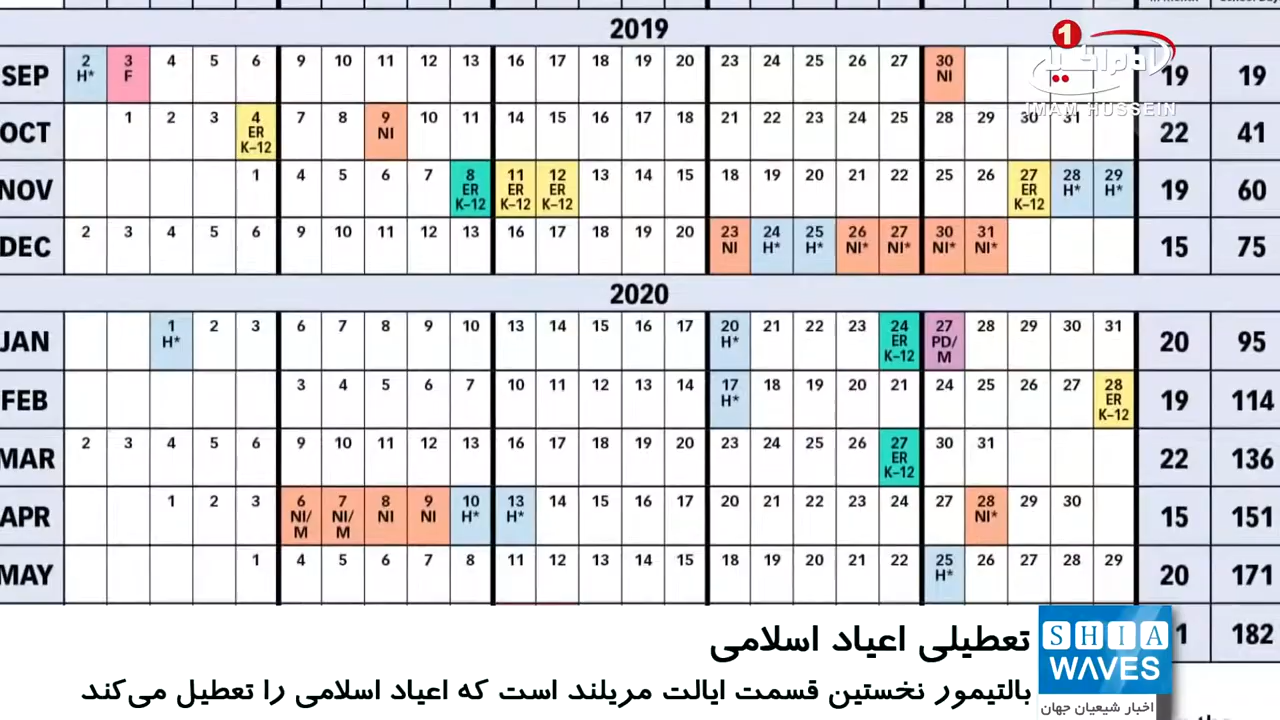 2019
SEP 2 H* 3 F 4 5 6 9 10 11 12 13 16 17 18 19 20 23 24 25 26 27 30 NI 19 19
OCT 1 2 3 4 ER K-12 7 8 9 NI 10 11 14 15 16 17 18 21 22 23 24 25 28 29 30 31 22 41
NOV 1 4 5 6 7 8 ER K-12 11 ER K-12 12 ER K-12 13 14 15 18 19 20 21 22 25 26 27 ER K-12 28 H* 29 H* 19 60
DEC 2 3 4 5 6 9 10 11 12 13 16 17 18 19 20 23 NI 24 H* 25 H* 26 NI* 27 NI* 30 NI* 31 NI* 15 75
2020
JAN 1 H* 2 3 6 7 8 9 10 13 14 15 16 17 20 H* 21 22 23 24 ER K-12 27 PD/M 28 29 30 31 20 95
FEB 3 4 5 6 7 10 11 12 13 14 17 H* 18 19 20 21 24 25 26 27 28 ER K-12 19 114
MAR 2 3 4 5 6 9 10 11 12 13 16 17 18 19 20 23 24 25 26 27 ER K-12 30 31 22 136
APR 1 2 3 6 NI/M 7 NI/M 8 NI 9 NI 10 H* 13 H* 14 15 16 17 20 21 22 23 24 27 28 NI* 29 30 15 151
MAY 1 4 5 6 7 8 11 12 13 14 15 18 19 20 21 22 25 H* 26 27 28 29 20 171
1 182
امام حسین 1
IMAM HUSSEIN
تعطیلی اعیاد اسلامی
بالتیمور نخستین قسمت ایالت مریلند است که اعیاد اسلامی را تعطیل می‌کند
SHIA
WAVES
اخبار شیعیان جهان